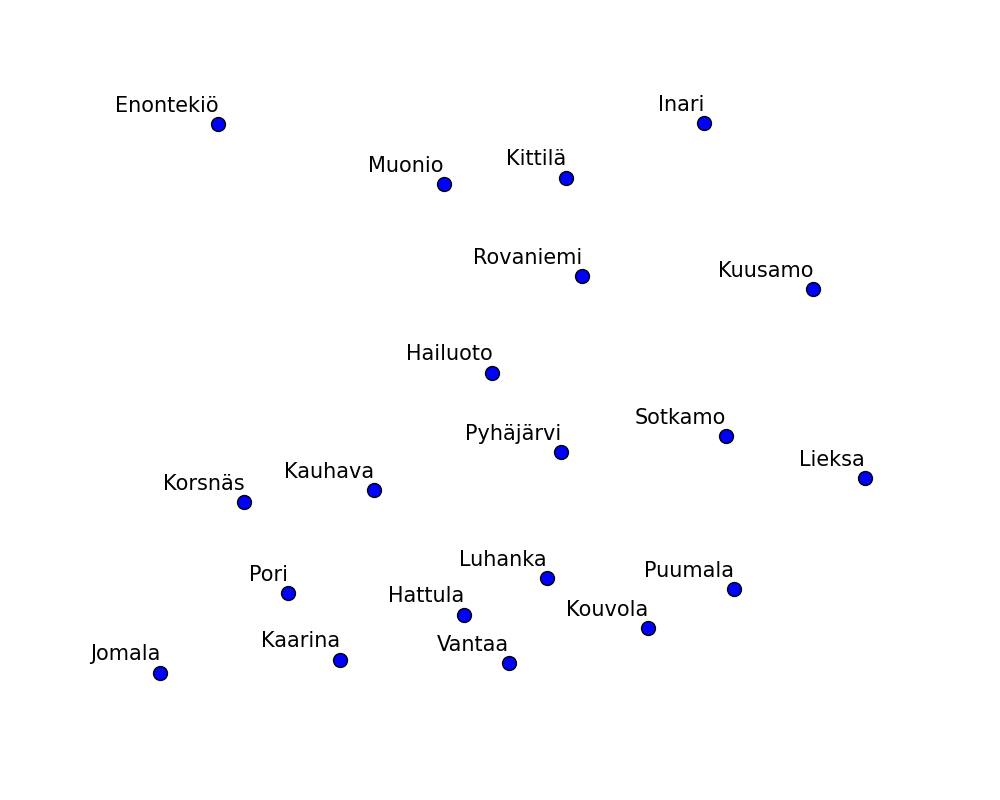 Enontekiö
Inari
Muonio
Kittilä
Rovaniemi
Kuusamo
Hailuoto
Sotkamo
Pyhäjärvi
Lieksa
Kauhava
Korsnäs
Luhanka
Puumala
Pori
Hattula
Kouvola
Kaarina
Vantaa
Jomala